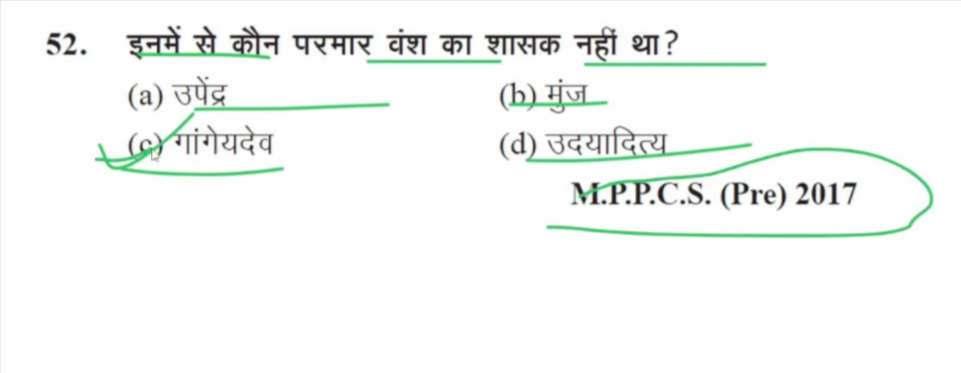 52. इनमें से कौन परमार वंश का शासक नहीं था?
(a) उपेंद्र (b) मुंज
(c) गांगेयदेव (d) उदयादित्य
M.P.P.C.S. (Pre) 2017